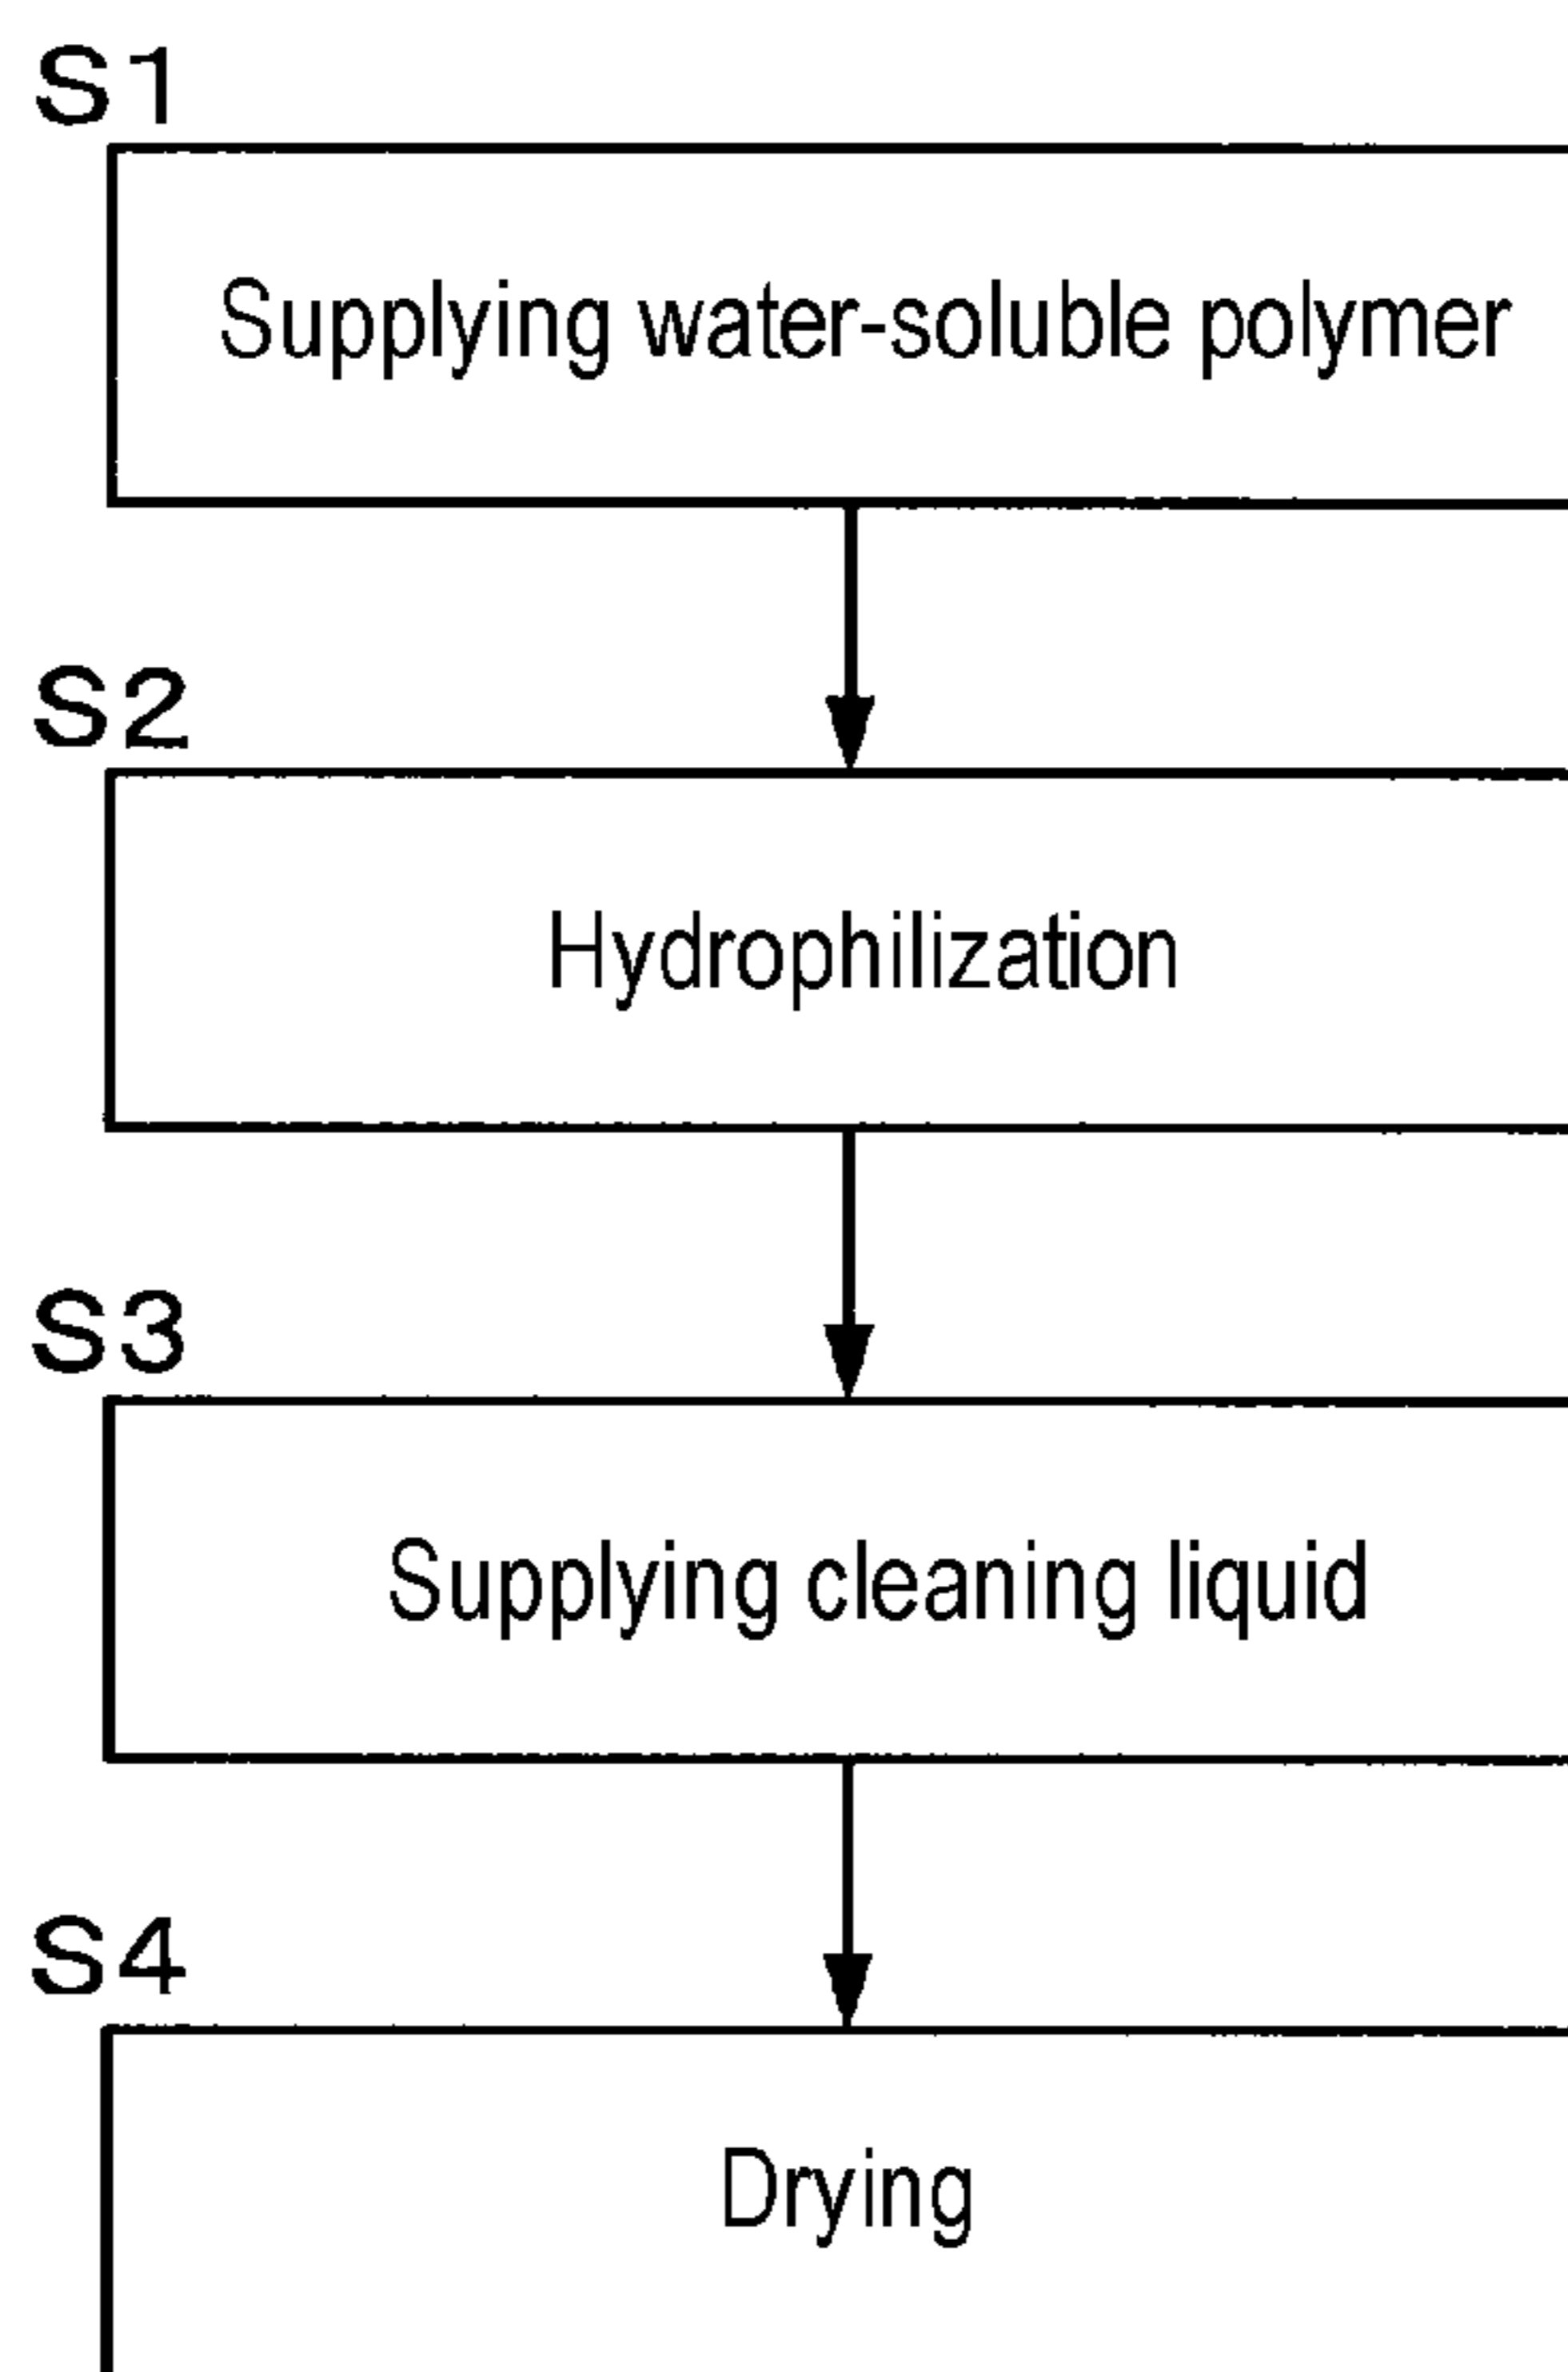 S1
Supplying water-soluble polymer
S2
Hydrophilization
S3
Supplying cleaning liquid
S4
Drying